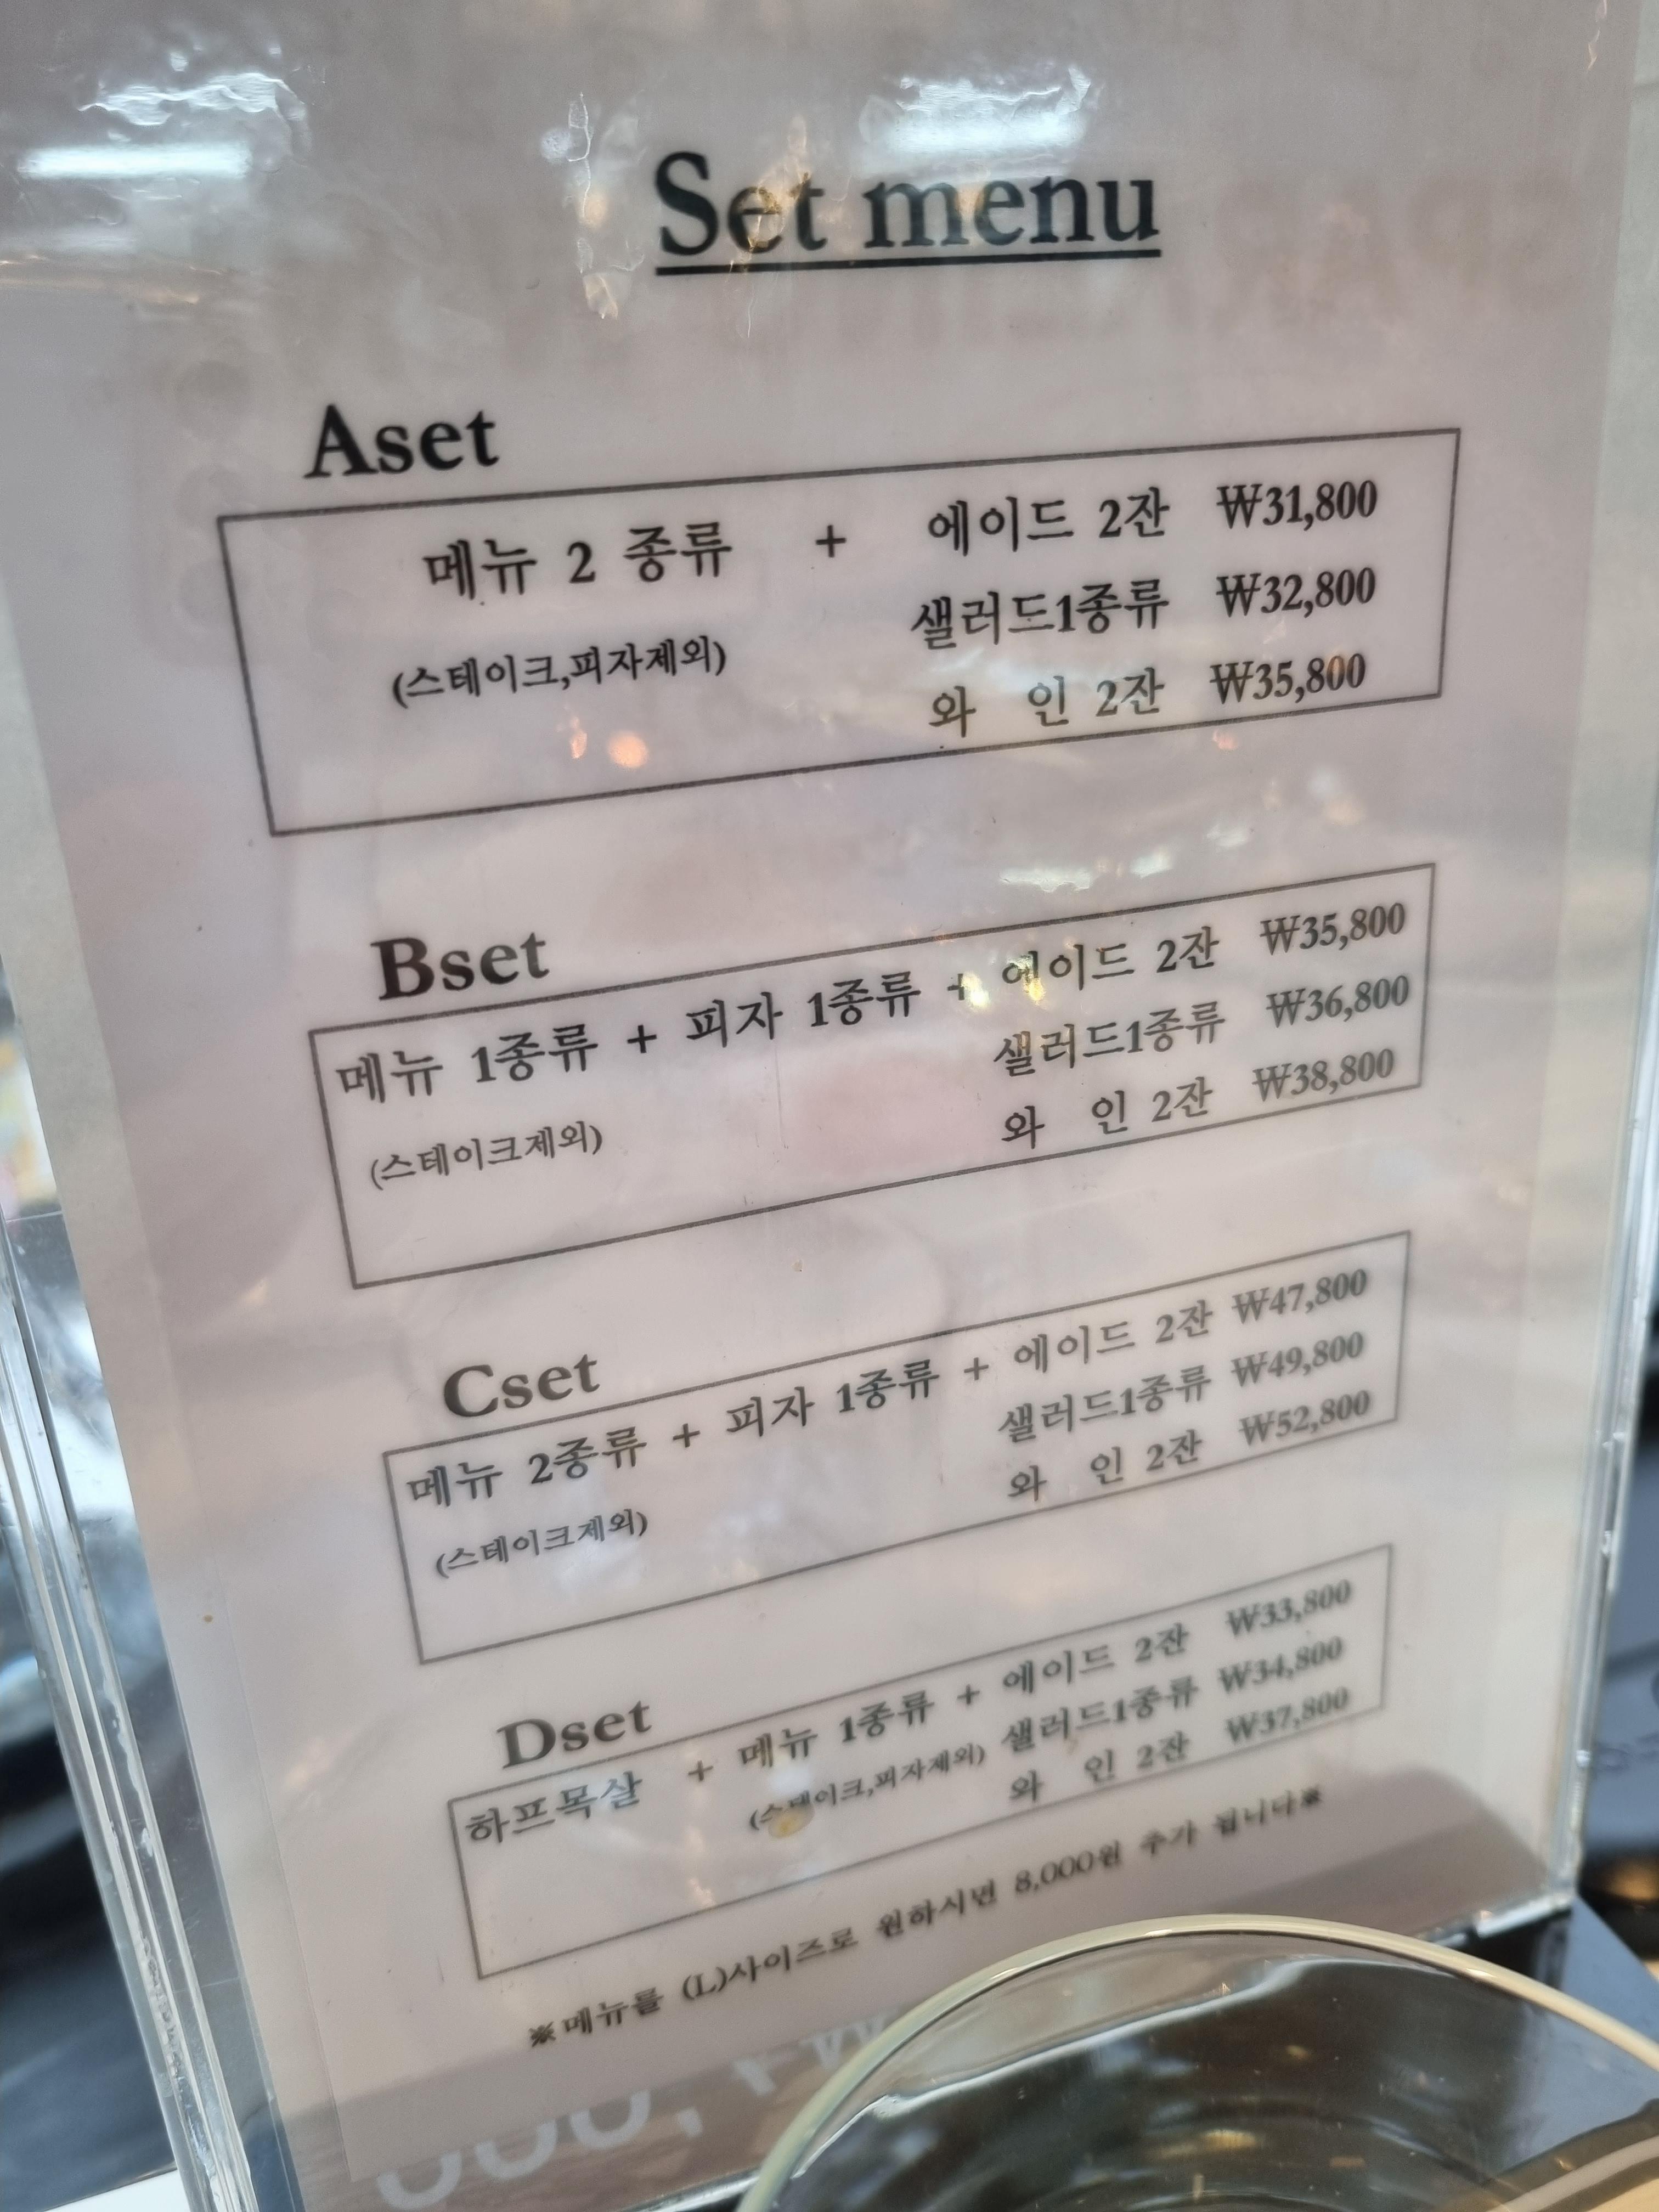 Set menu
Aset
메뉴 2 종류 + 에이드 2잔 ₩31,800
샐러드1종류 ₩32,800
(스테이크,피자제외)
와 인 2잔 ₩35,800
Bset
메뉴 1종류 + 피자 1종류 + 에이드 2잔 ₩35,800
샐러드1종류 ₩36,800
(스테이크제외)
와 인 2잔 ₩38,800
Cset
메뉴 2종류 + 피자 1종류 + 에이드 2잔 ₩47,800
샐러드1종류 ₩49,800
(스테이크제외)
와 인 2잔 ₩52,800
Dset
하프목살 + 메뉴 1종류 + 에이드 2잔 ₩33,800
(스테이크,피자제외) 샐러드1종류 ₩34,800
와 인 2잔 ₩37,800
※메뉴를 (L)사이즈로 원하시면 8,000원 추가 됩니다※